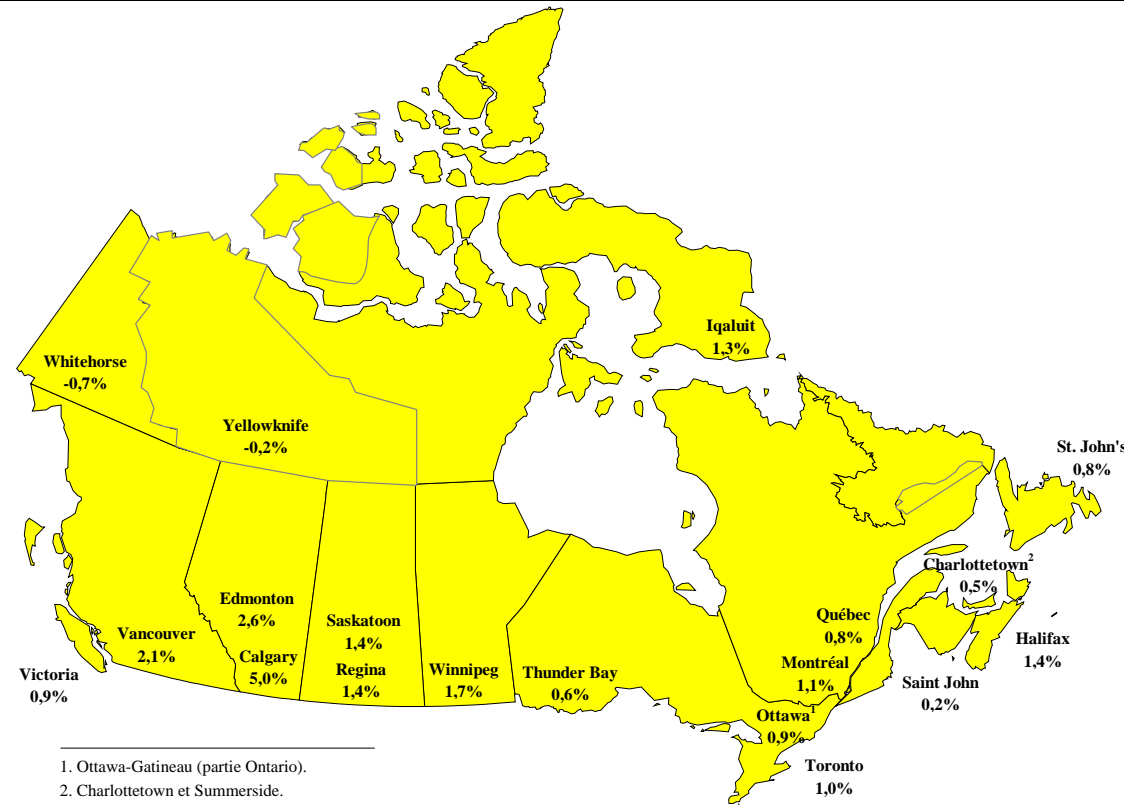 Iqaluit
1,3%
Whitehorse
-0,7%
Yellowknife
-0,2%
St. John's
0,8%
Charlottetown2
0,5%
Edmonton
2,6%
Saskatoon
1,4%
Québec
0,8%
Vancouver
2,1%
Halifax
1,4%
Calgary
5,0%
Regina
1,4%
Winnipeg
1,7%
Thunder Bay
0,6%
Montréal
1,1%
Victoria
0,9%
Saint John
0,2%
Ottawa1
0,9%
Toronto
1,0%
1. Ottawa-Gatineau (partie Ontario).
2. Charlottetown et Summerside.